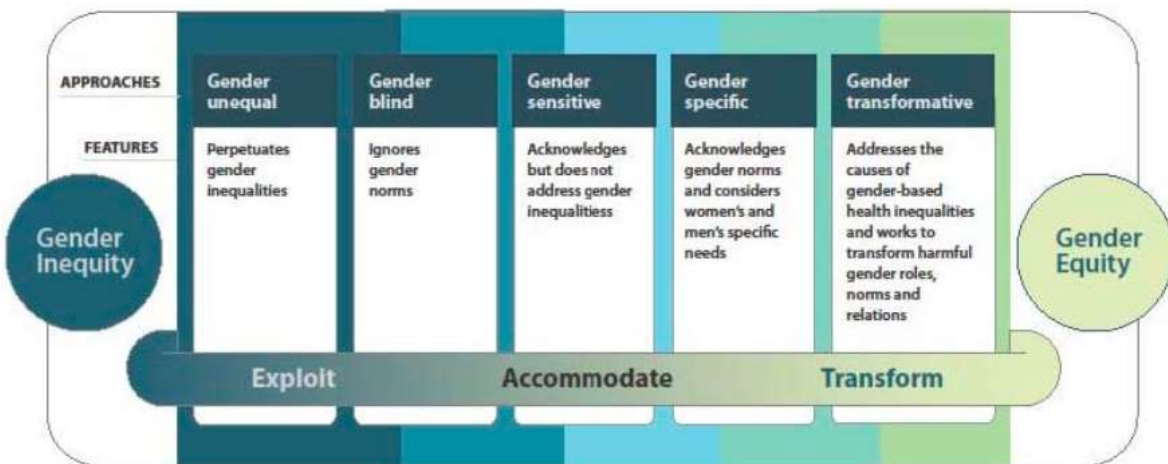 APPROACHES
Gender
unequal
Gender
blind
Gender
sensitive
Gender
specific
Gender
transformative
FEATURES
Perpetuates
gender
inequalities
Ignores
gender
norms
Acknowledges
but does not
address gender
inequalitiess
Acknowledges
gender norms
and considers
women's and
men's specific
needs
Addresses the
causes of
gender-based
health inequalities
and works to
transform harmful
gender roles,
norms and
relations
Gender
Inequity
Gender
Equity
Exploit
Accommodate
Transform